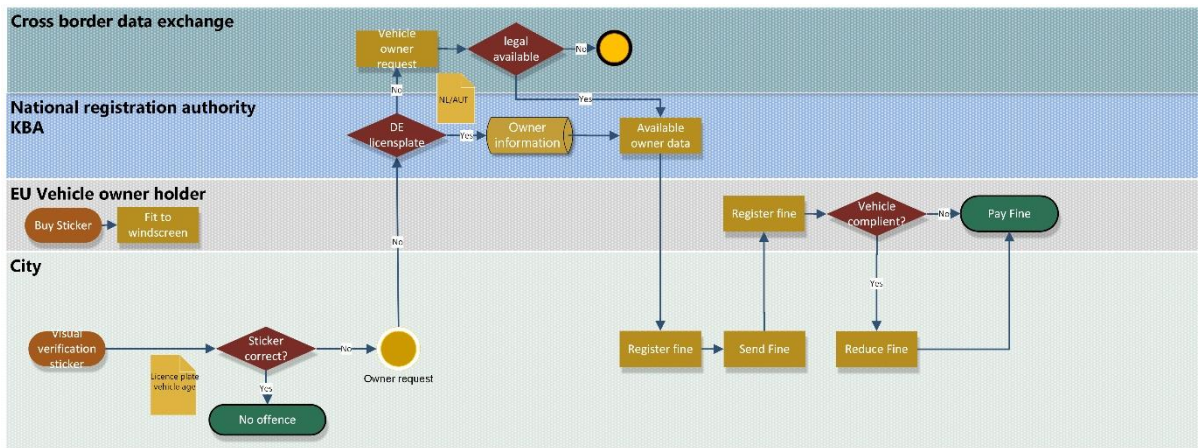 Cross border data exchange
Vehicle
owner
request
legal
available
No
No
NL/AUT
Yes
National registration authority
KBA
DE
licensplate
Yes
Owner
information
Available
owner data
EU Vehicle owner holder
Buy Sticker
Fit to
windscreen
Register fine
Vehicle
complient?
No
Pay Fine
No
City
Yes
Visual
verification
sticker
Sticker
correct?
No
Owner request
Register fine
Send Fine
Reduce Fine
Licence plate
vehicle age
Yes
No offence